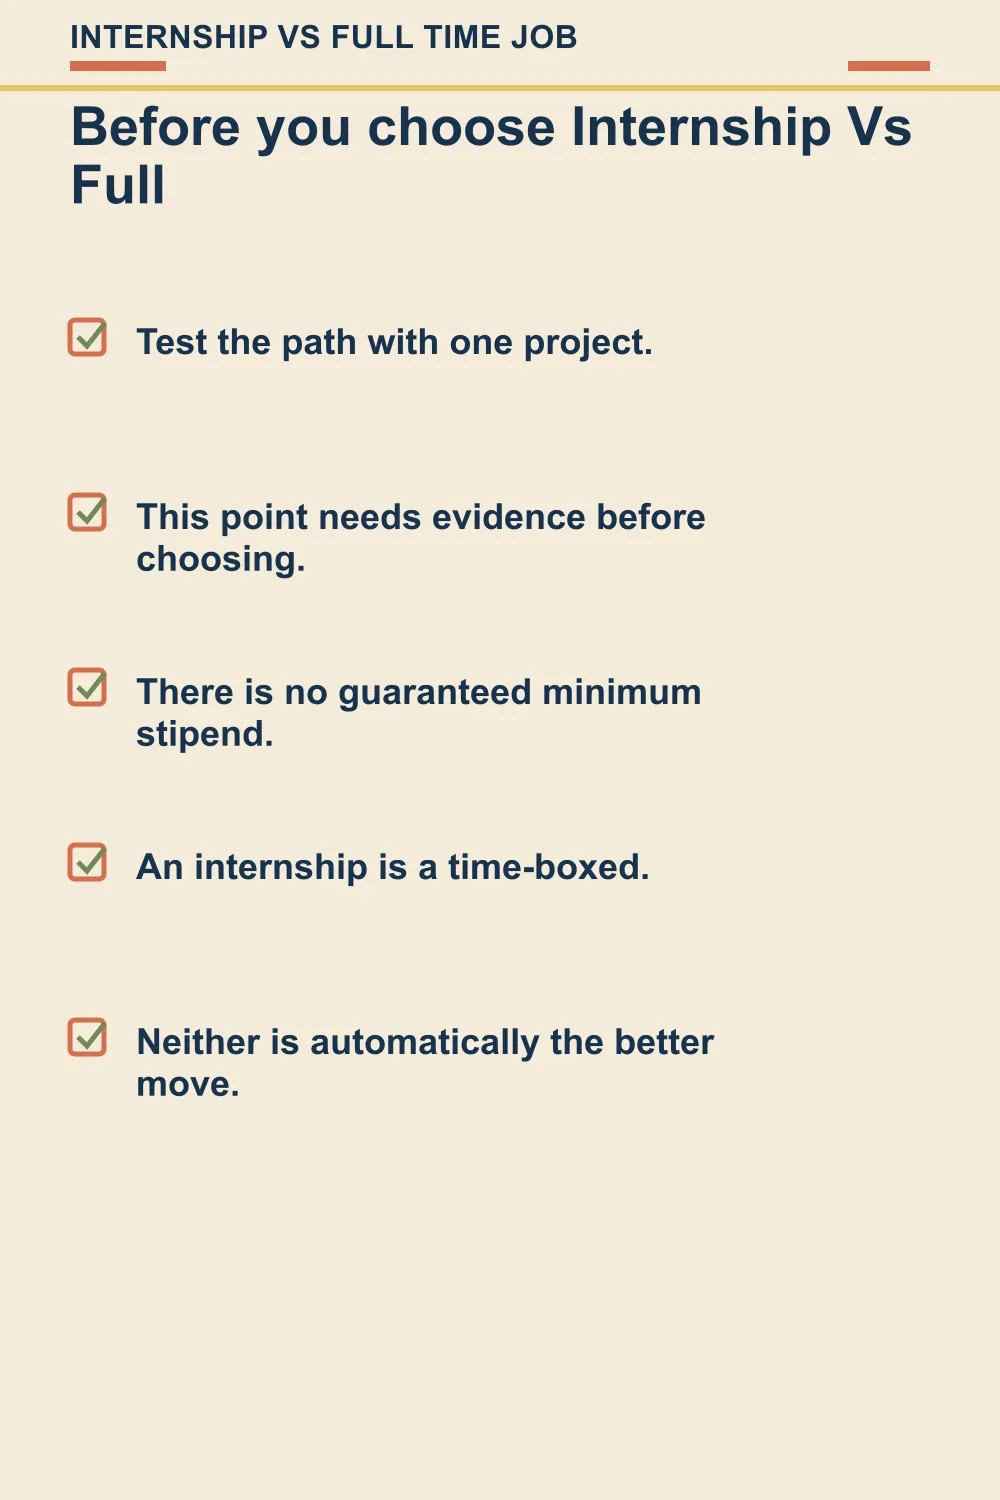 INTERNSHIP VS FULL TIME JOB
Before you choose Internship Vs
Full
Test the path with one project.
This point needs evidence before
choosing.
There is no guaranteed minimum
stipend.
An internship is a time-boxed.
Neither is automatically the better
move.